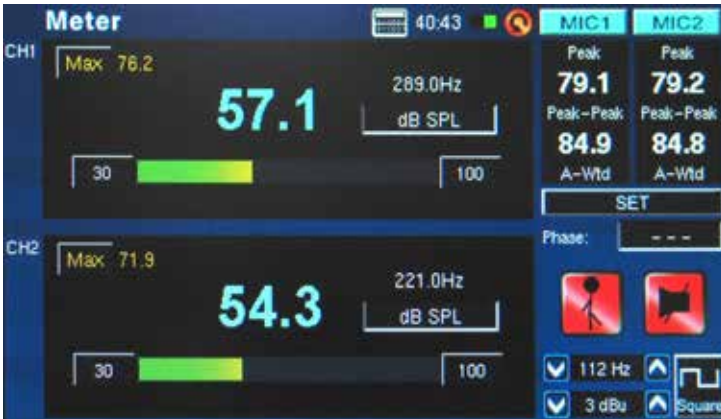 Meter
40:43
MIC1 MIC2
CH1
Max 76.2
57.1
289.0Hz
dB SPL
30
100
Peak Peak
79.1 79.2
Peak-Peak Peak-Peak
84.9 84.8
A-Wtd A-Wtd
SET
Phase: ---
CH2
Max 71.9
54.3
221.0Hz
dB SPL
30
100
112 Hz
3 dBu
Square